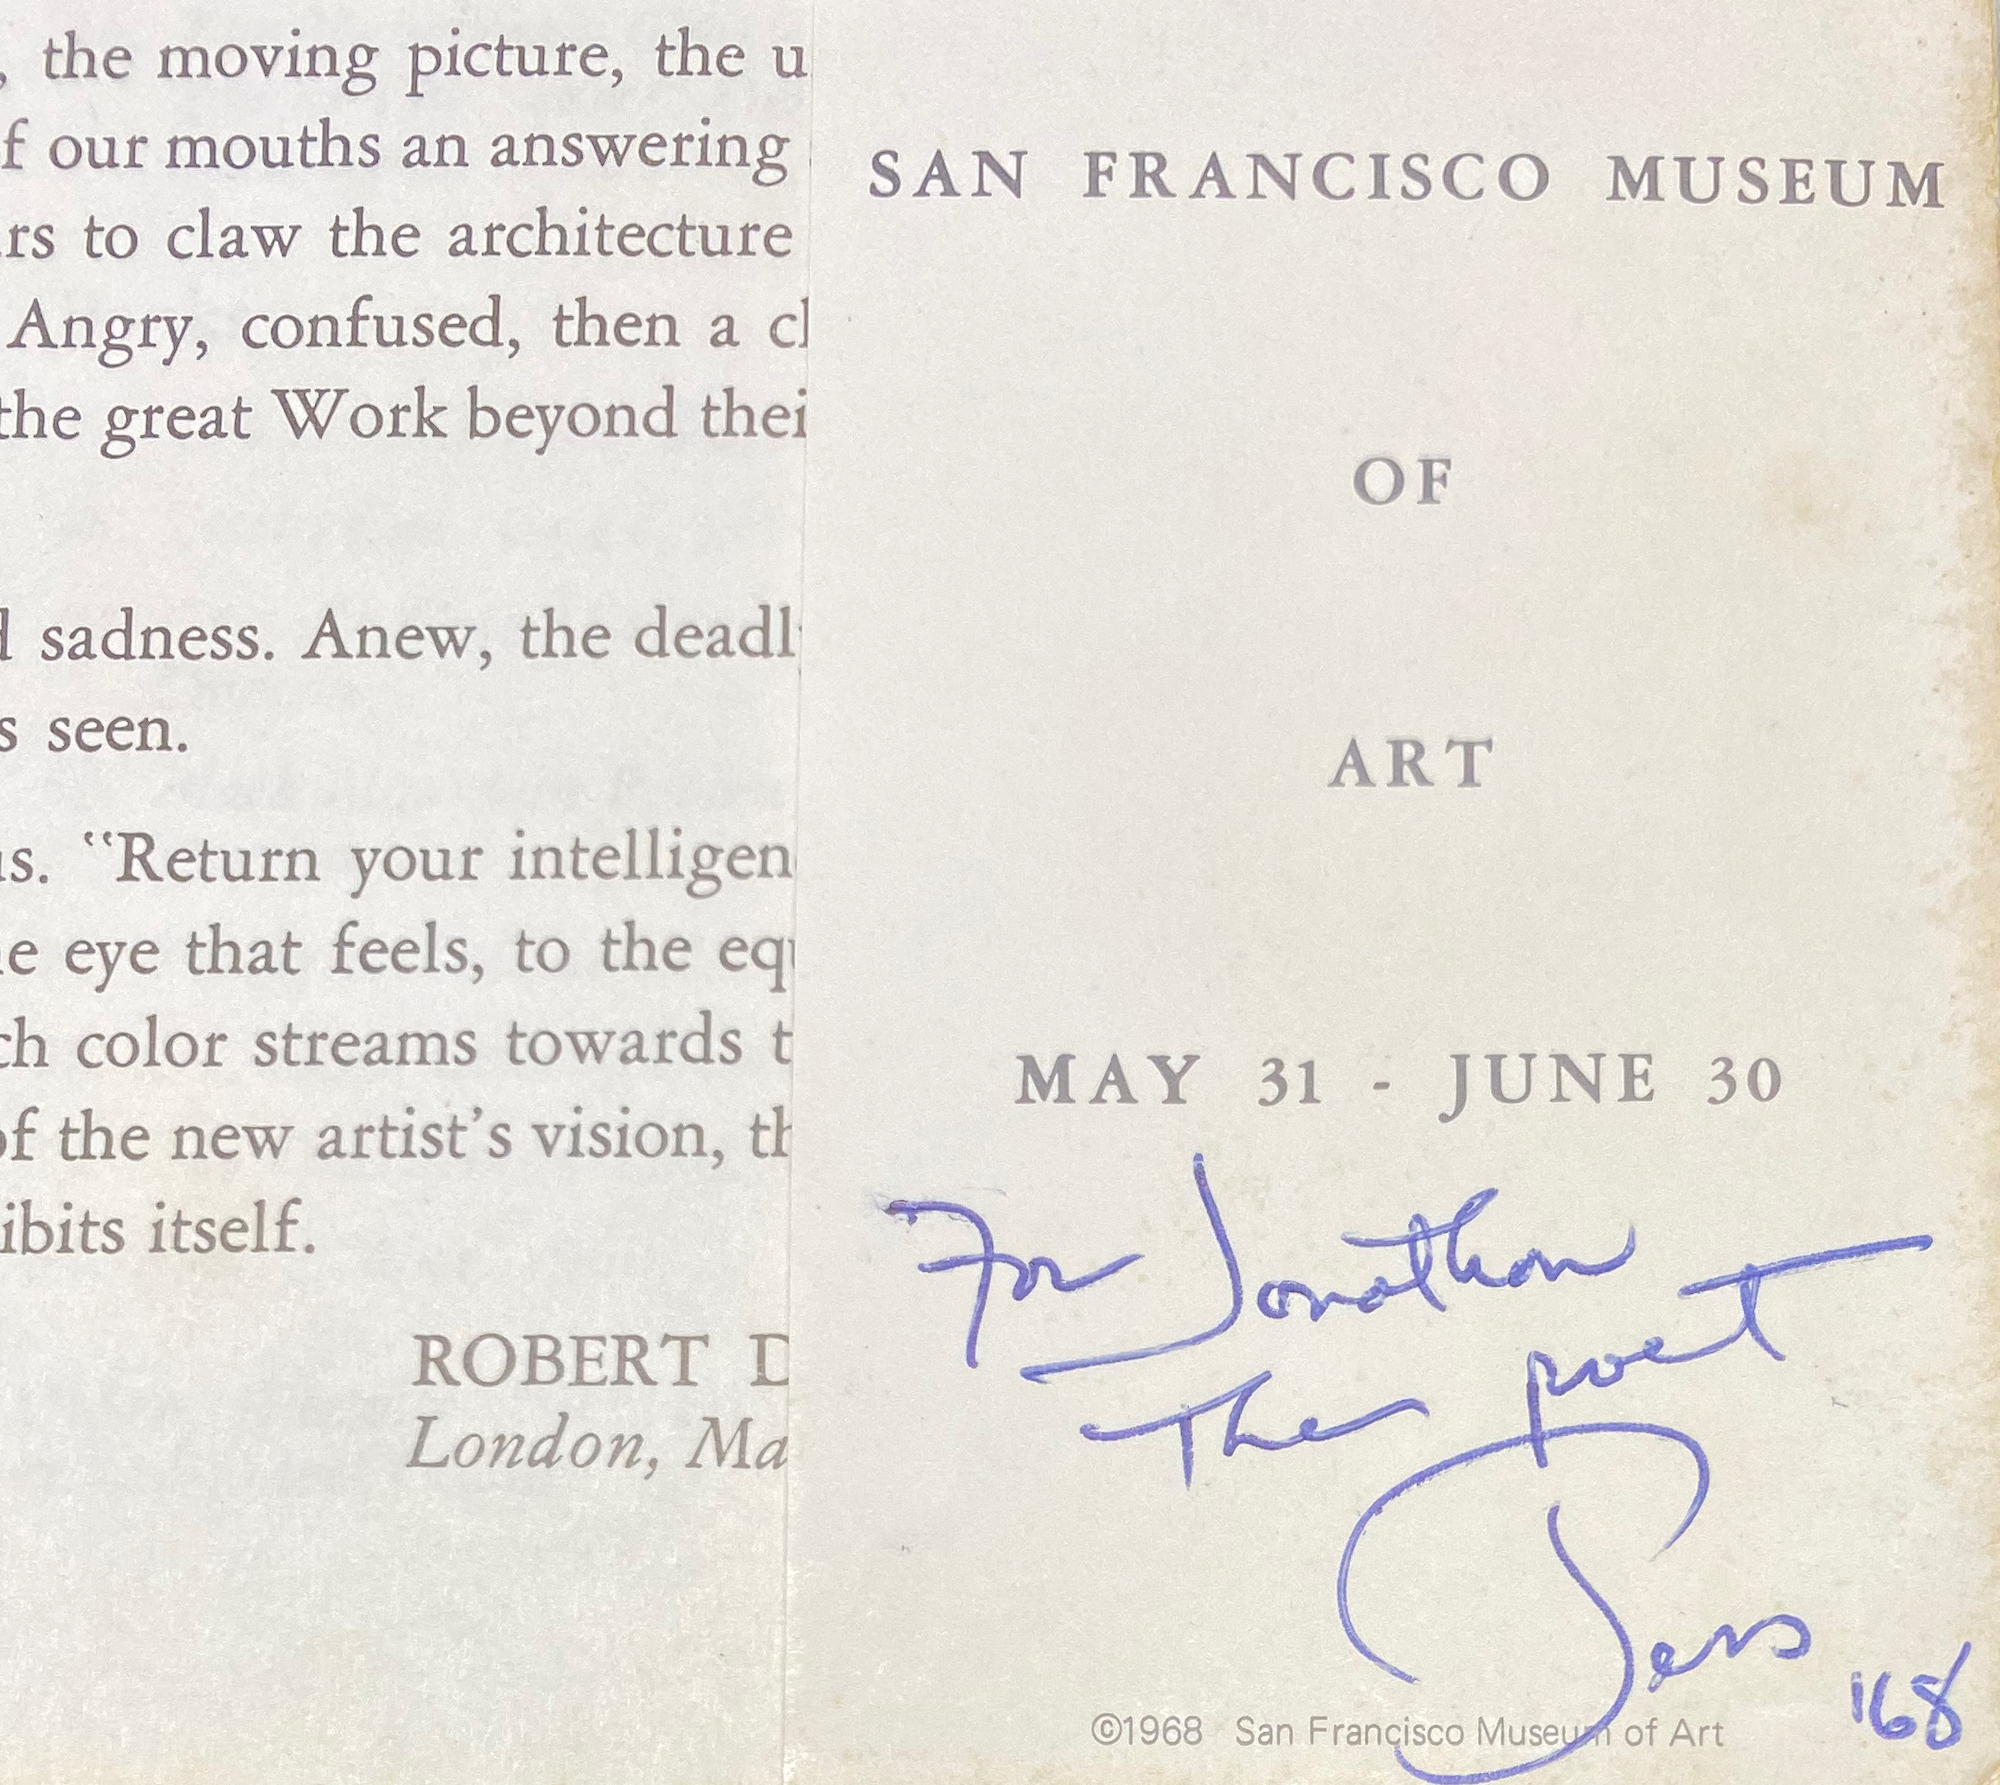 , the moving picture, the u
f our mouths an answering
rs to claw the architecture
Angry, confused, then a cl
the great Work beyond thei
d sadness. Anew, the deadl
s seen.
us. "Return your intelligen
e eye that feels, to the equ
ch color streams towards t
of the new artist's vision, th
ibits itself.
ROBERT D
London, Ma
SAN FRANCISCO MUSEUM
OF
ART
MAY 31 - JUNE 30
For Jonathan
The poet
Jess
'68
©1968 San Francisco Museum of Art